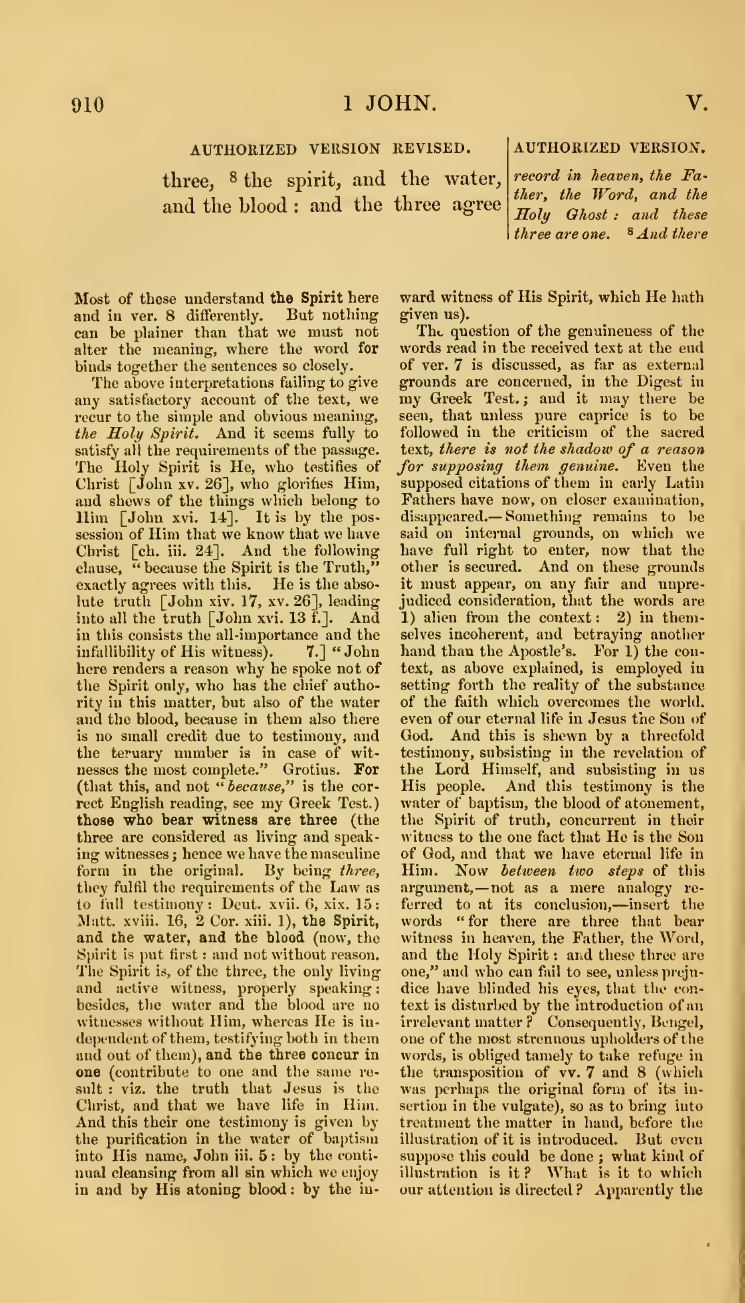 910
1 JOHN.
V.
AUTHORIZED VERSION REVISED.
three, 8 the spirit, and the water,
and the blood : and the three agree
AUTHORIZED VERSION.
record in heaven, the Fa-
ther, the Word, and the
Holy Ghost : and these
three are one. 8 And there
Most of these understand the Spirit here
and in ver. 8 differently. But nothing
can be plainer than that we must not
alter the meaning, where the word for
binds together the sentences so closely.
The above interpretations failing to give
any satisfactory account of the text, we
recur to the simple and obvious meaning,
the Holy Spirit. And it seems fully to
satisfy all the requirements of the passage.
The Holy Spirit is He, who testifies of
Christ [John xv. 26], who glorifies Him,
and shews of the things which belong to
Him [John xvi. 14]. It is by the pos-
session of Him that we know that we have
Christ [ch. iii. 24]. And the following
clause, “because the Spirit is the Truth,”
exactly agrees with this. He is the abso-
lute truth [John xiv. 17, xv. 26], leading
into all the truth [John xvi. 13 f.]. And
in this consists the all-importance and the
infallibility of His witness). 7.] “John
here renders a reason why he spoke not of
the Spirit only, who has the chief autho-
rity in this matter, but also of the water
and the blood, because in them also there
is no small credit due to testimony, and
the ternary number is in case of wit-
nesses the most complete.” Grotius. For
(that this, and not “because,” is the cor-
rect English reading, see my Greek Test.)
those who bear witness are three (the
three are considered as living and speak-
ing witnesses ; hence we have the masculine
form in the original. By being three,
they fulfil the requirements of the Law as
to full testimony : Deut. xvii. 6, xix. 15 :
Matt. xviii. 16, 2 Cor. xiii. 1), the Spirit,
and the water, and the blood (now, the
Spirit is put first : and not without reason.
The Spirit is, of the three, the only living
and active witness, properly speaking :
besides, the water and the blood are no
witnesses without Him, whereas He is in-
dependent of them, testifying both in them
and out of them), and the three concur in
one (contribute to one and the same re-
sult : viz. the truth that Jesus is the
Christ, and that we have life in Him.
And this their one testimony is given by
the purification in the water of baptism
into His name, John iii. 5 : by the conti-
nual cleansing from all sin which we enjoy
in and by His atoning blood : by the in-
ward witness of His Spirit, which He hath
given us).
The question of the genuineness of the
words read in the received text at the end
of ver. 7 is discussed, as far as external
grounds are concerned, in the Digest in
my Greek Test. ; and it may there be
seen, that unless pure caprice is to be
followed in the criticism of the sacred
text, there is not the shadow of a reason
for supposing them genuine. Even the
supposed citations of them in early Latin
Fathers have now, on closer examination,
disappeared.—Something remains to be
said on internal grounds, on which we
have full right to enter, now that the
other is secured. And on these grounds
it must appear, on any fair and unpre-
judiced consideration, that the words are
1) alien from the context : 2) in them-
selves incoherent, and betraying another
hand than the Apostle's. For 1) the con-
text, as above explained, is employed in
setting forth the reality of the substance
of the faith which overcomes the world,
even of our eternal life in Jesus the Son of
God. And this is shewn by a threefold
testimony, subsisting in the revelation of
the Lord Himself, and subsisting in us
His people. And this testimony is the
water of baptism, the blood of atonement,
the Spirit of truth, concurrent in their
witness to the one fact that He is the Son
of God, and that we have eternal life in
Him. Now between two steps of this
argument,—not as a mere analogy re-
ferred to at its conclusion,—insert the
words “for there are three that bear
witness in heaven, the Father, the Word,
and the Holy Spirit : and these three are
one,” and who can fail to see, unless preju-
dice have blinded his eyes, that the con-
text is disturbed by the introduction of an
irrelevant matter ? Consequently, Bengel,
one of the most strenuous upholders of the
words, is obliged tamely to take refuge in
the transposition of vv. 7 and 8 (which
was perhaps the original form of its in-
sertion in the vulgate), so as to bring into
treatment the matter in hand, before the
illustration of it is introduced. But even
suppose this could be done ; what kind of
illustration is it ? What is it to which
our attention is directed ? Apparently the